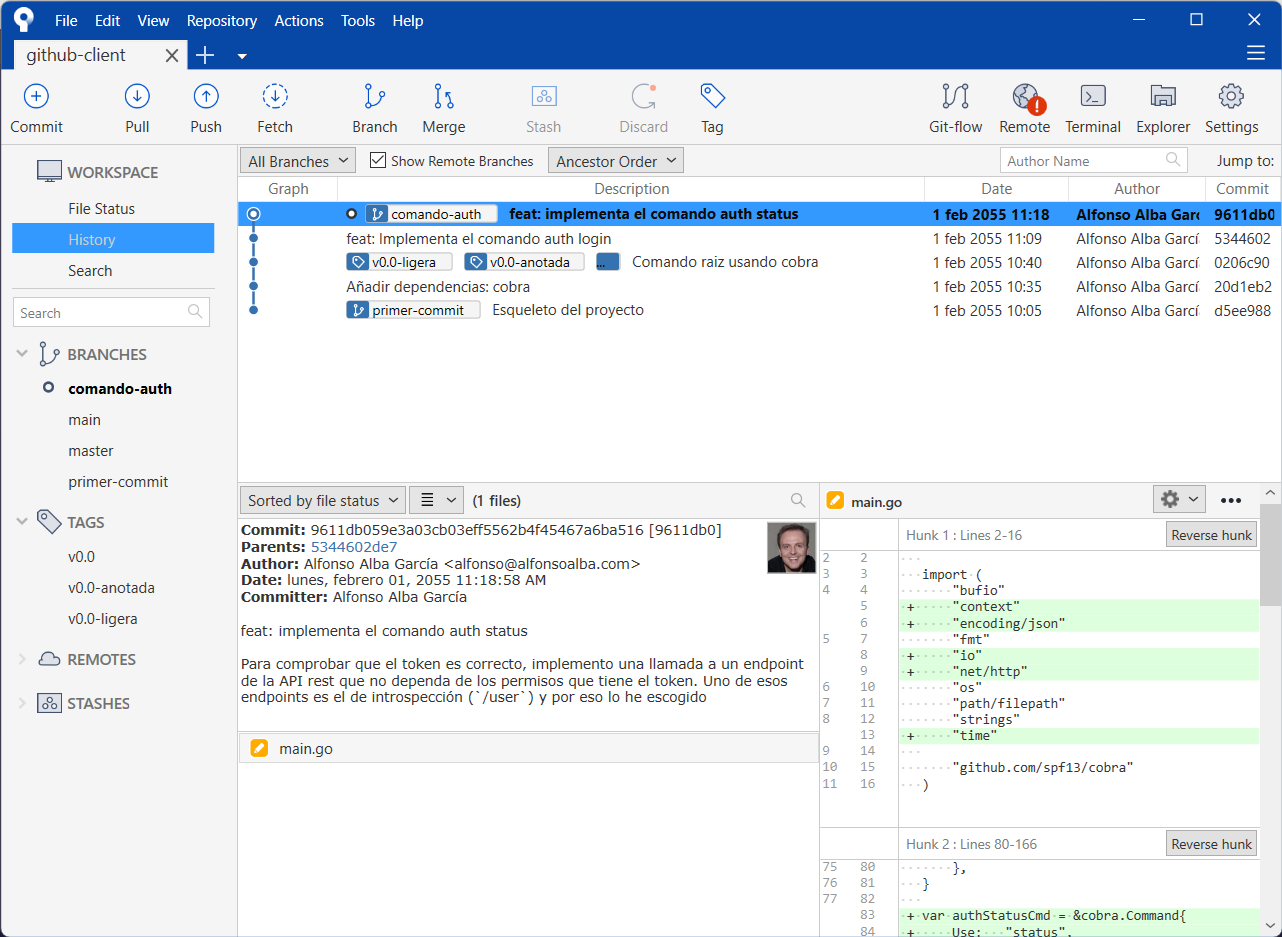 File Edit View Repository Actions Tools Help
github-client
Commit Pull Push Fetch Branch Merge Stash Discard Tag Git-flow Remote Terminal Explorer Settings
WORKSPACE
File Status
History
Search
Search
BRANCHES
comando-auth
main
master
primer-commit
TAGS
v0.0
v0.0-anotada
v0.0-ligera
REMOTES
STASHES
All Branches Show Remote Branches Ancestor Order Author Name Jump to:
Graph Description Date Author Commit
comando-auth feat: implementa el comando auth status 1 feb 2055 11:18 Alfonso Alba Garc 9611db0
feat: Implementa el comando auth login 1 feb 2055 11:09 Alfonso Alba Garcí 5344602
v0.0-ligera v0.0-anotada ... Comando raiz usando cobra 1 feb 2055 10:40 Alfonso Alba Garcí 0206c90
Añadir dependencias: cobra 1 feb 2055 10:35 Alfonso Alba Garcí 20d1eb2
primer-commit Esqueleto del proyecto 1 feb 2055 10:05 Alfonso Alba Garcí d5ee988
Sorted by file status (1 files)
Commit: 9611db059e3a03cb03eff5562b4f45467a6ba516 [9611db0]
Parents: 5344602de7
Author: Alfonso Alba García <alfonso@alfonsoalba.com>
Date: lunes, febrero 01, 2055 11:18:58 AM
Committer: Alfonso Alba García
feat: implementa el comando auth status
Para comprobar que el token es correcto, implemento una llamada a un endpoint
de la API rest que no dependa de los permisos que tiene el token. Uno de esos
endpoints es el de introspección (`/user`) y por eso lo he escogido
main.go
main.go
Hunk 1 : Lines 2-16 Reverse hunk
2 2
3 3 import (
4 4 "bufio"
5 + "context"
6 + "encoding/json"
5 7 "fmt"
8 + "io"
9 + "net/http"
6 10 "os"
7 11 "path/filepath"
8 12 "strings"
13 + "time"
9 14
10 15 "github.com/spf13/cobra"
11 16 )
Hunk 2 : Lines 80-166 Reverse hunk
75 80 },
76 81 }
77 82
83 + var authStatusCmd = &cobra.Command{
84 + Use: "status",